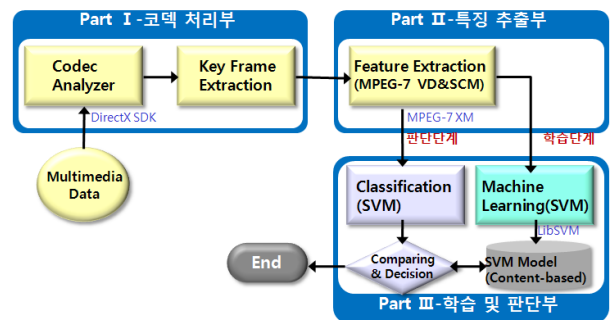 Part Ⅰ-코덱 처리부
Codec
Analyzer
Key Frame
Extraction
DirectX SDK
Multimedia
Data
Part Ⅱ-특징 추출부
Feature Extraction
(MPEG-7 VD&SCM)
MPEG-7 XM
판단단계
학습단계
Classification
(SVM)
Machine
Learning(SVM)
LibSVM
End
Comparing
& Decision
SVM Model
(Content-based)
Part Ⅲ-학습 및 판단부